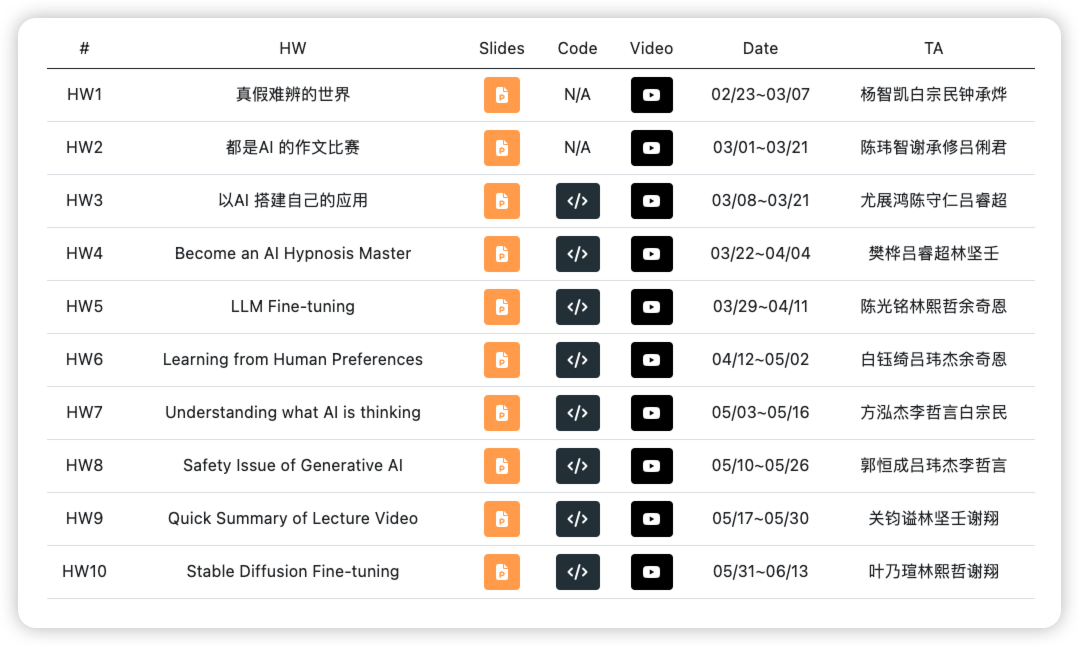 # HW Slides Code Video Date TA
HW1 真假难辨的世界 N/A 02/23~03/07 杨智凯白宗民钟承烨
HW2 都是AI 的作文比赛 N/A 03/01~03/21 陈玮智谢承修吕俐君
HW3 以AI 搭建自己的应用 </> 03/08~03/21 尤展鸿陈守仁吕睿超
HW4 Become an AI Hypnosis Master </> 03/22~04/04 樊桦吕睿超林坚壬
HW5 LLM Fine-tuning </> 03/29~04/11 陈光铭林熙哲余奇恩
HW6 Learning from Human Preferences </> 04/12~05/02 白钰绮吕玮杰余奇恩
HW7 Understanding what AI is thinking </> 05/03~05/16 方泓杰李哲言白宗民
HW8 Safety Issue of Generative AI </> 05/10~05/26 郭恒成吕玮杰李哲言
HW9 Quick Summary of Lecture Video </> 05/17~05/30 关钧谥林坚壬谢翔
HW10 Stable Diffusion Fine-tuning </> 05/31~06/13 叶乃瑄林熙哲谢翔